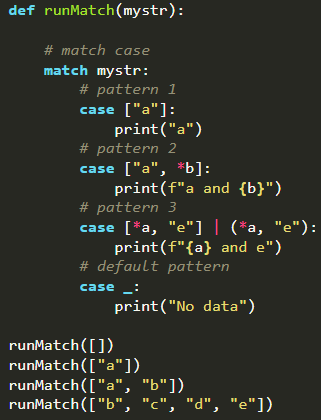 def runMatch(mystr):
    # match case
    match mystr:
        # pattern 1
        case ["a"]:
            print("a")
        # pattern 2
        case ["a", *b]:
            print(f"a and {b}")
        # pattern 3
        case [*a, "e"] | (*a, "e"):
            print(f"{a} and e")
        # default pattern
        case _:
            print("No data")
runMatch([])
runMatch(["a"])
runMatch(["a", "b"])
runMatch(["b", "c", "d", "e"])